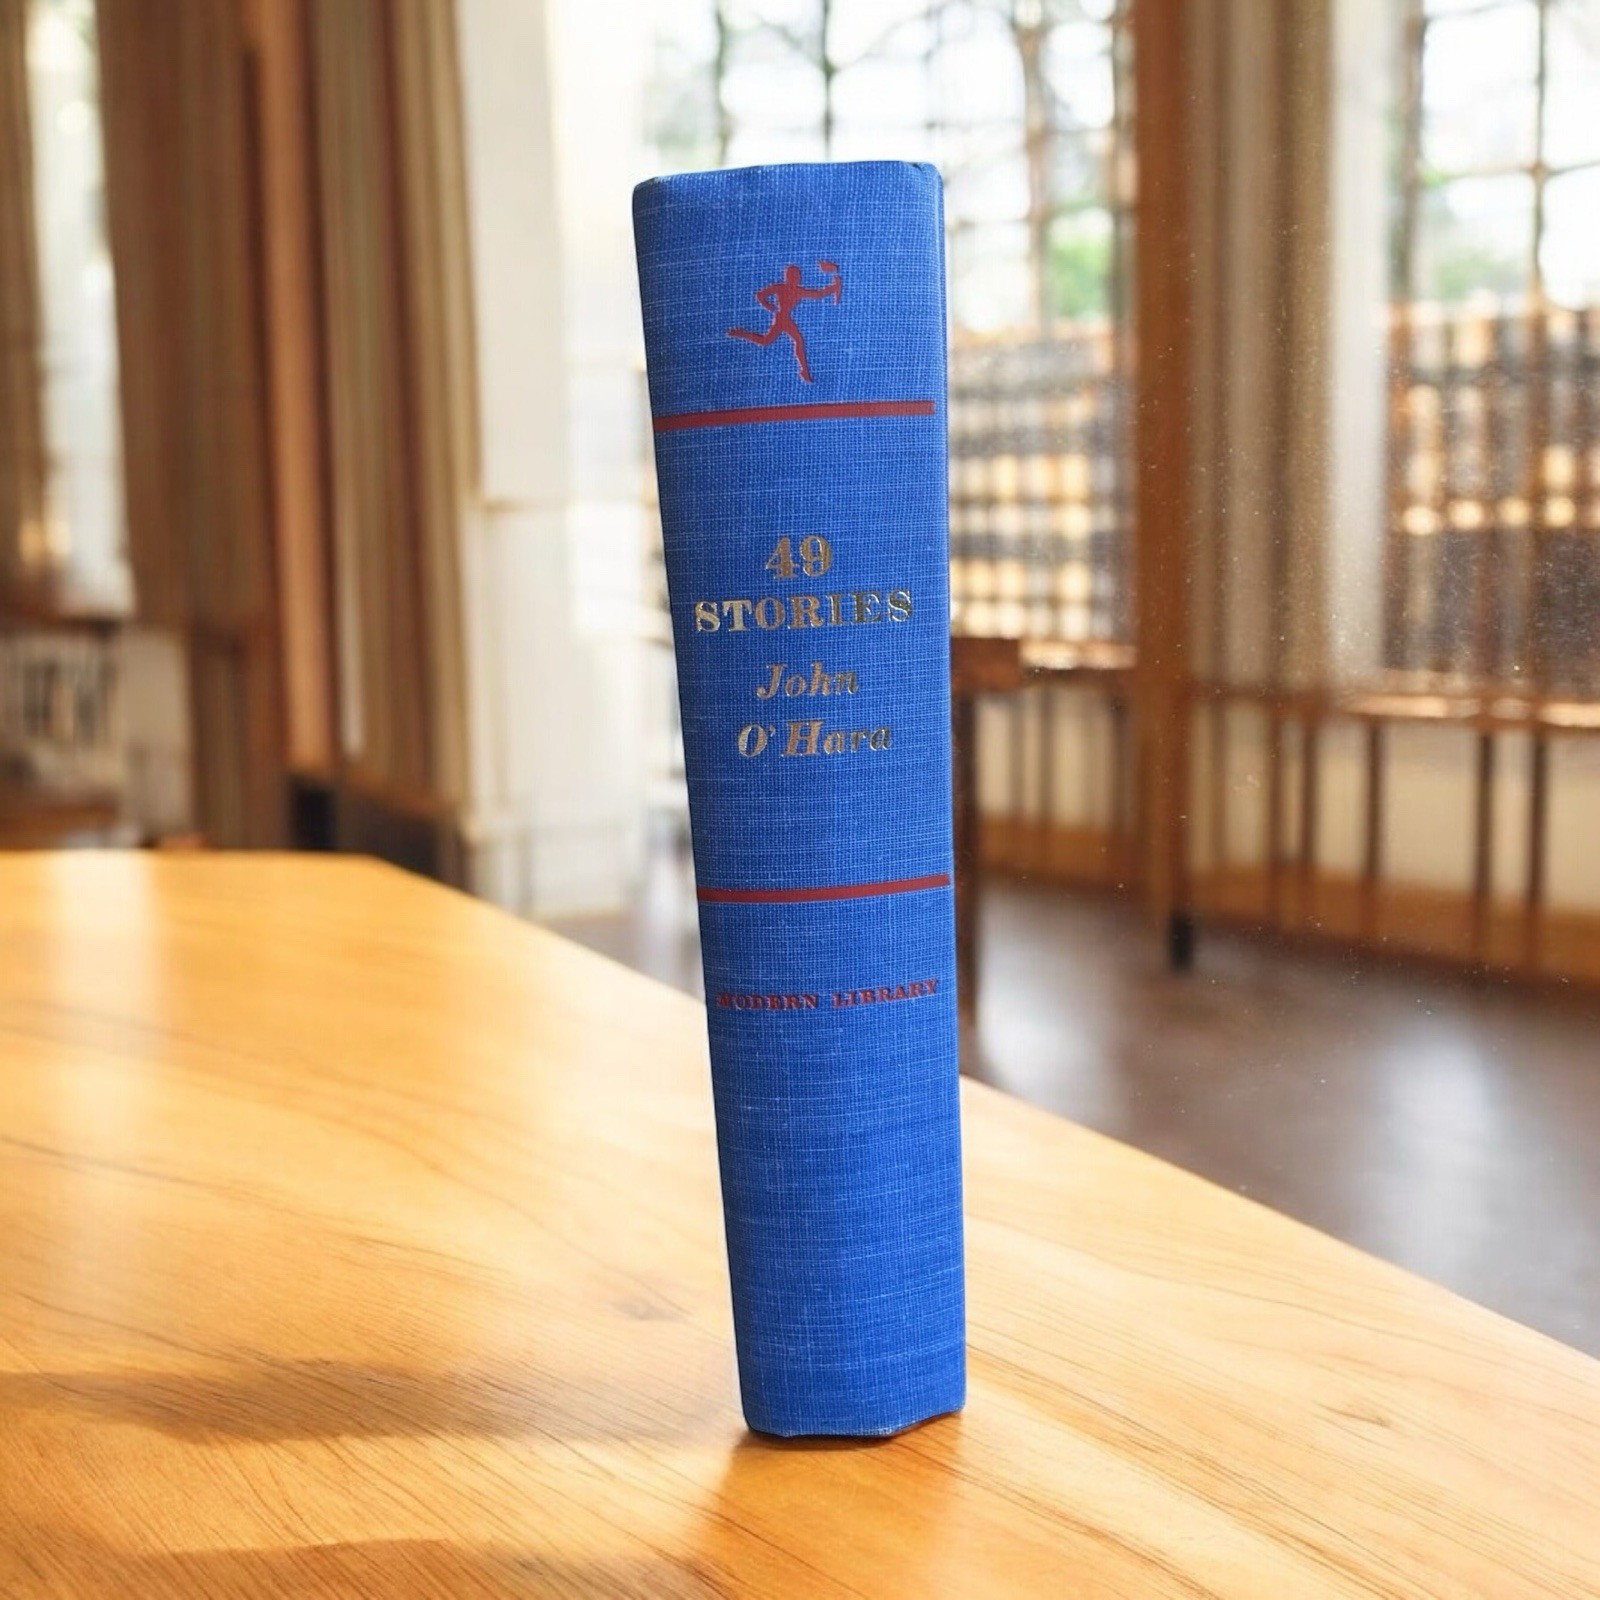 49
STORIES
John
O'Hara
MODERN LIBRARY